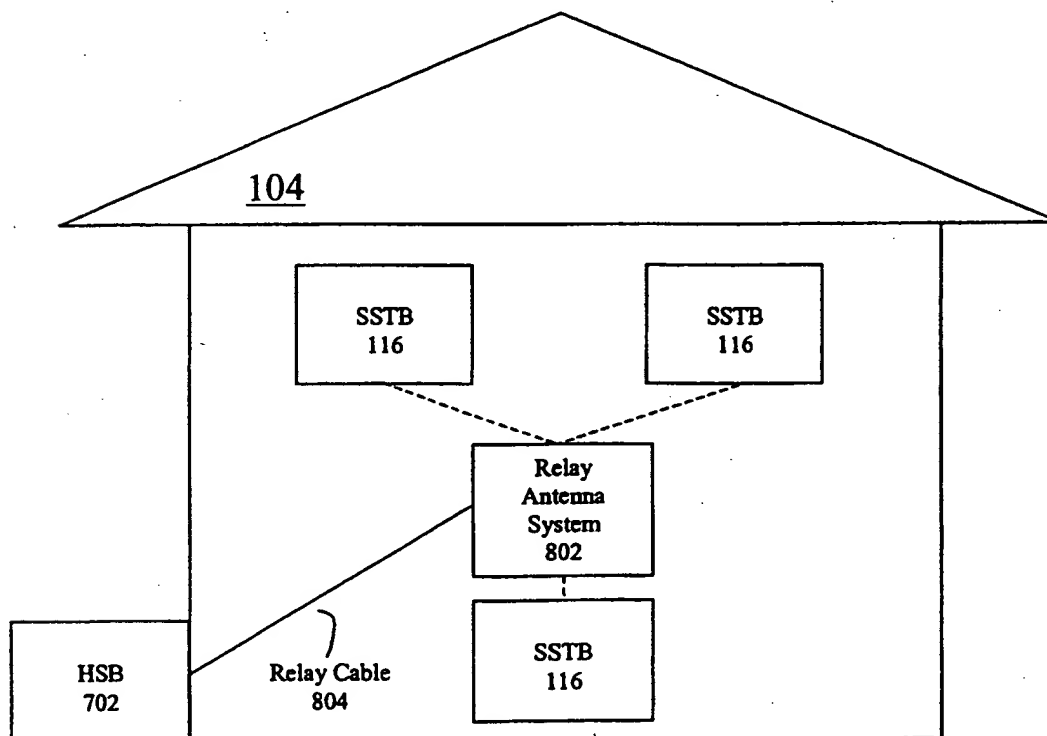 104
SSTB
116
SSTB
116
Relay
Antenna
System
802
HSB
702
Relay Cable
804
SSTB
116